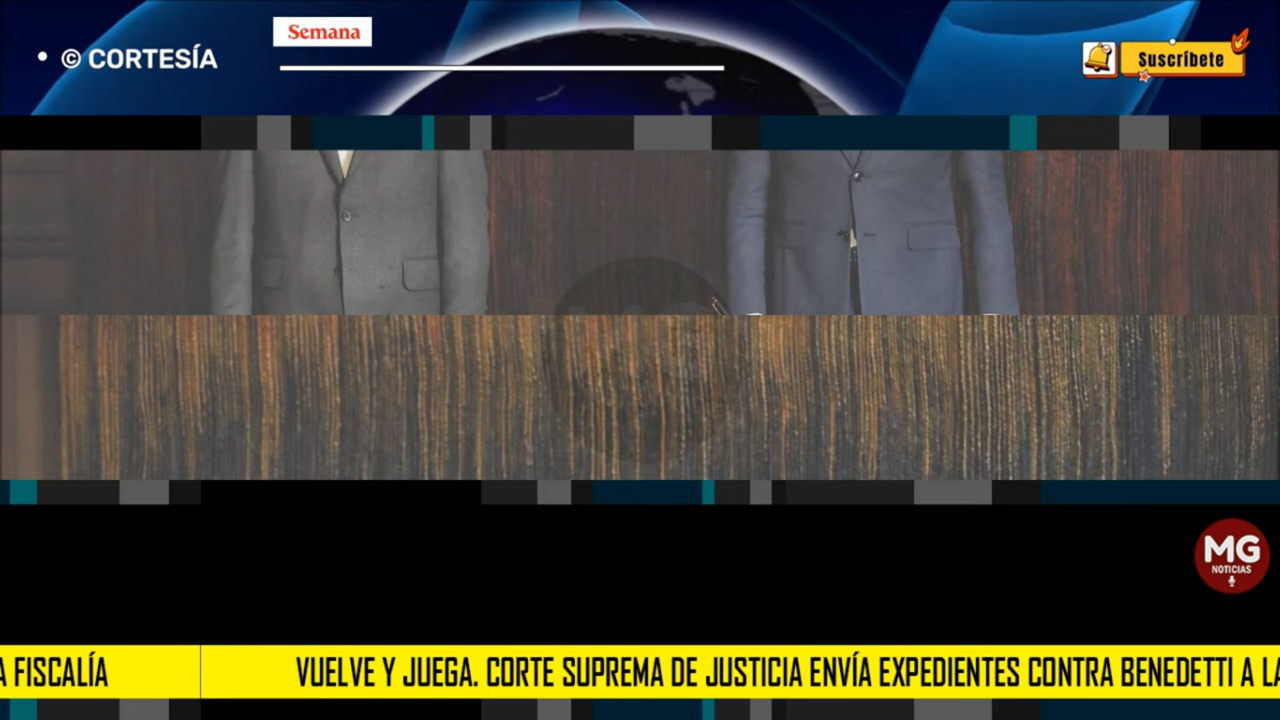 Semana
• © CORTESÍA
Suscríbete
MG
NOTICIAS
A FISCALÍA
VUELVE Y JUEGA. CORTE SUPREMA DE JUSTICIA ENVÍA EXPEDIENTES CONTRA BENEDETTI A LA